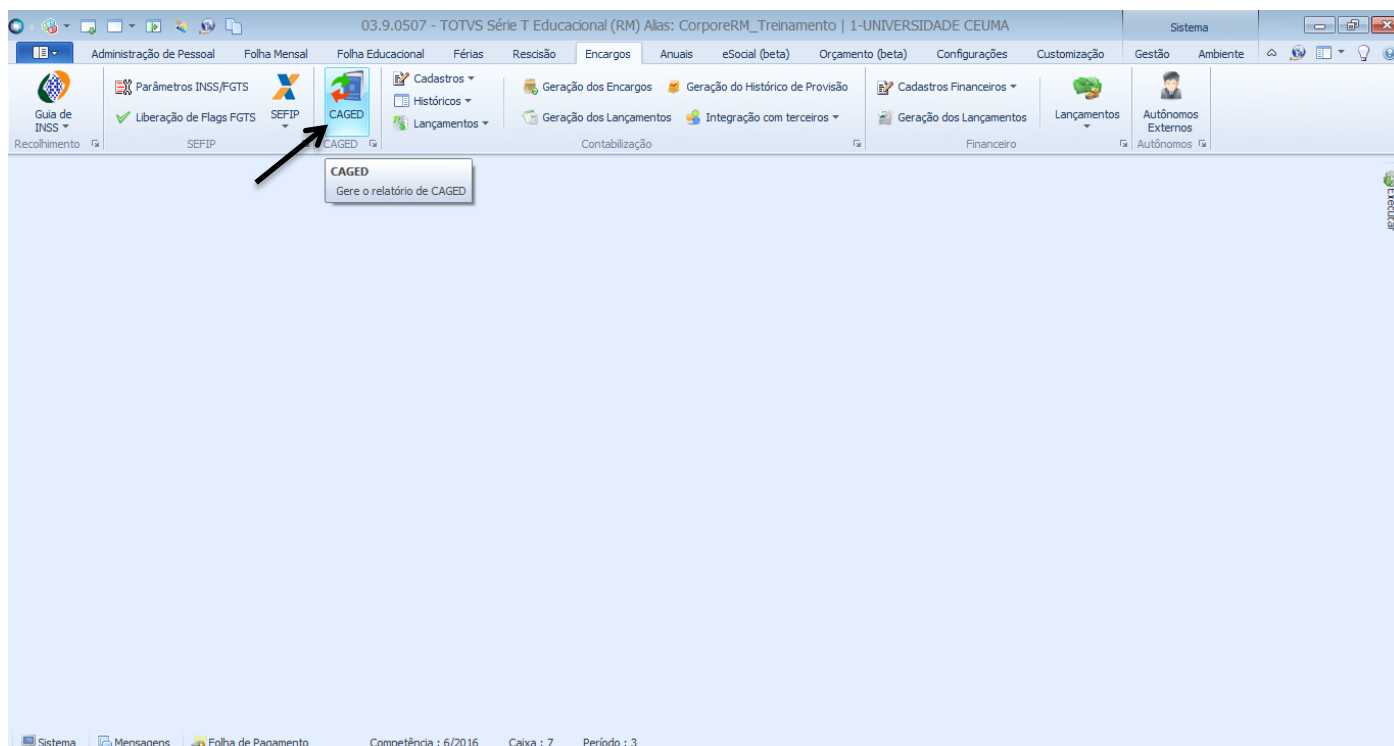 03.9.0507 - TOTVS Série T Educacional (RM) Alias: CorporeRM_Treinamento | 1-UNIVERSIDADE CEUMA
Sistema
Administração de Pessoal Folha Mensal Folha Educacional Férias Rescisão Encargos Anuais eSocial (beta) Orçamento (beta) Configurações Customização Gestão Ambiente
Guia de INSS
Recolhimento
Parâmetros INSS/FGTS
Liberação de Flags FGTS
SEFIP
SEFIP
CAGED
CAGED
Cadastros
Históricos
Lançamentos
Geração dos Encargos
Geração do Histórico de Provisão
Geração dos Lançamentos
Integração com terceiros
Contabilização
Cadastros Financeiros
Geração dos Lançamentos
Lançamentos
Financeiro
Autônomos
Externos
Autônomos
CAGED
Gere o relatório de CAGED
Executar
Sistema Mensagens Folha de Pagamento Competência : 6/2016 Caixa : 7 Período : 3